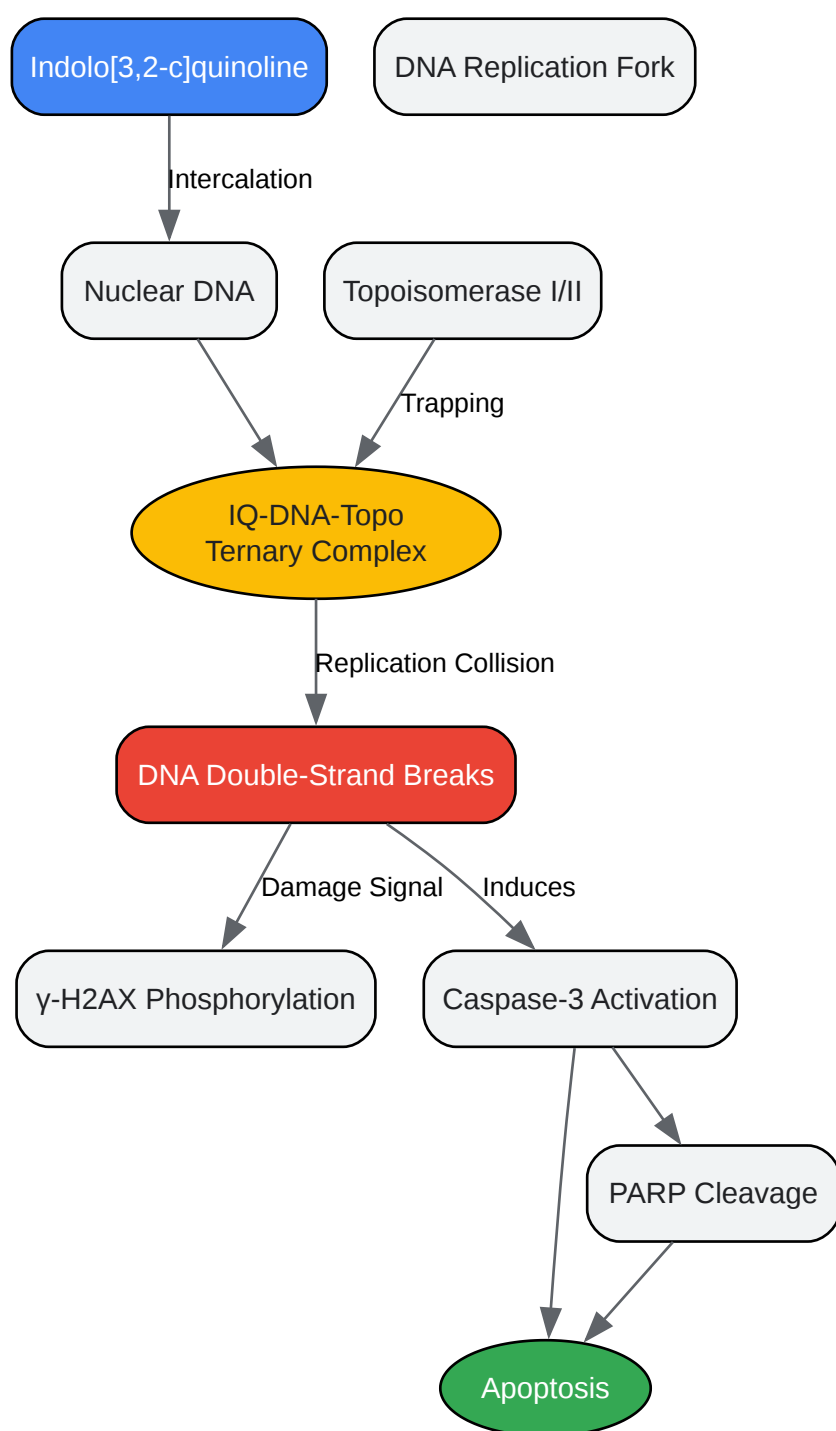 Indolo[3,2-c]quinoline
DNA Replication Fork
Intercalation
Nuclear DNA
Topoisomerase I/II
Trapping
IQ-DNA-Topo
Ternary Complex
Replication Collision
DNA Double-Strand Breaks
Damage Signal
Induces
γ-H2AX Phosphorylation
Caspase-3 Activation
PARP Cleavage
Apoptosis